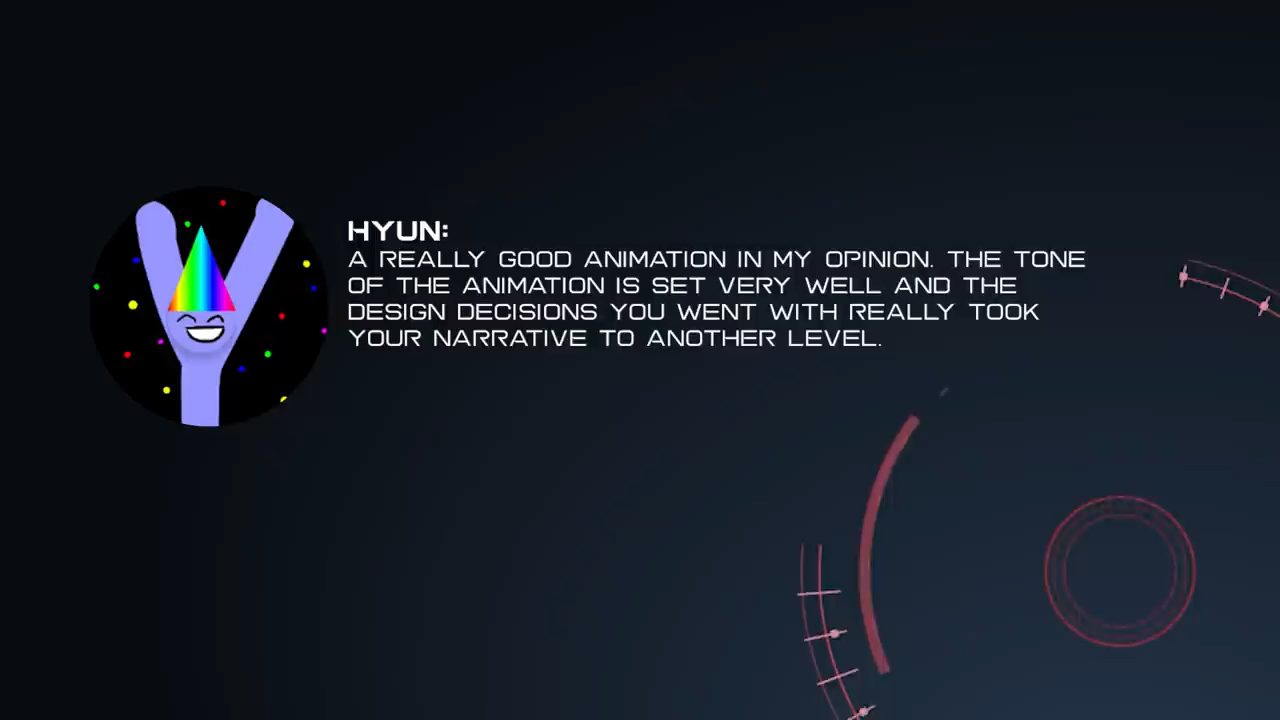 HYUN:
A REALLY GOOD ANIMATION IN MY OPINION. THE TONE
OF THE ANIMATION IS SET VERY WELL AND THE
DESIGN DECISIONS YOU WENT WITH REALLY TOOK
YOUR NARRATIVE TO ANOTHER LEVEL.